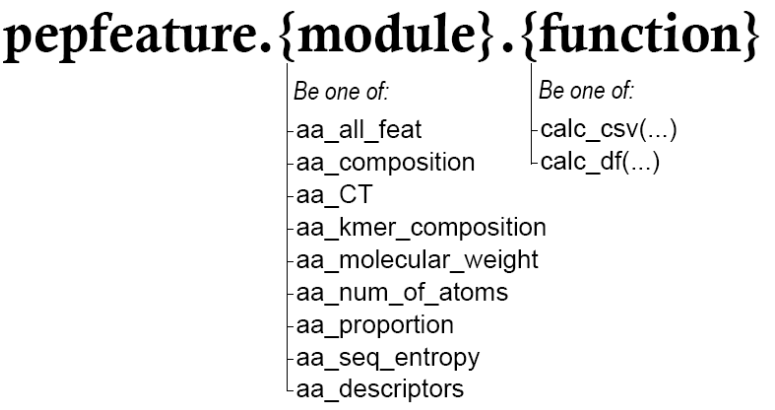 pepfeature.{module}.{function}
Be one of:
aa_all_feat
aa_composition
aa_CT
aa_kmer_composition
aa_molecular_weight
aa_num_of_atoms
aa_proportion
aa_seq_entropy
aa_descriptors
Be one of:
calc_csv(...)
calc_df(...)